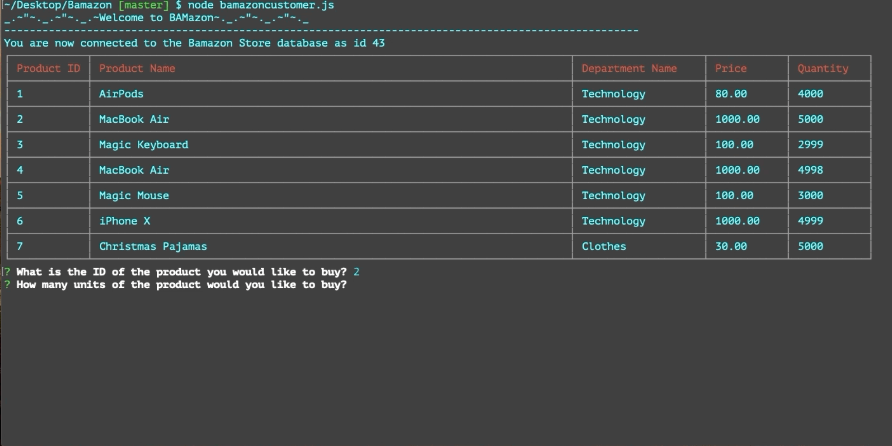 ~/Desktop/Bamazon [master] $ node bamazoncustomer.js
_.~"~._.~"~._.~Welcome to BAMazon~._.~"~._.~"~._
----------------------------------------------------------------------------------------------------
You are now connected to the Bamazon Store database as id 43
Product ID Product Name Department Name Price Quantity
1 AirPods Technology 80.00 4000
2 MacBook Air Technology 1000.00 5000
3 Magic Keyboard Technology 100.00 2999
4 MacBook Air Technology 1000.00 4998
5 Magic Mouse Technology 100.00 3000
6 iPhone X Technology 1000.00 4999
7 Christmas Pajamas Clothes 30.00 5000
? What is the ID of the product you would like to buy? 2
? How many units of the product would you like to buy?